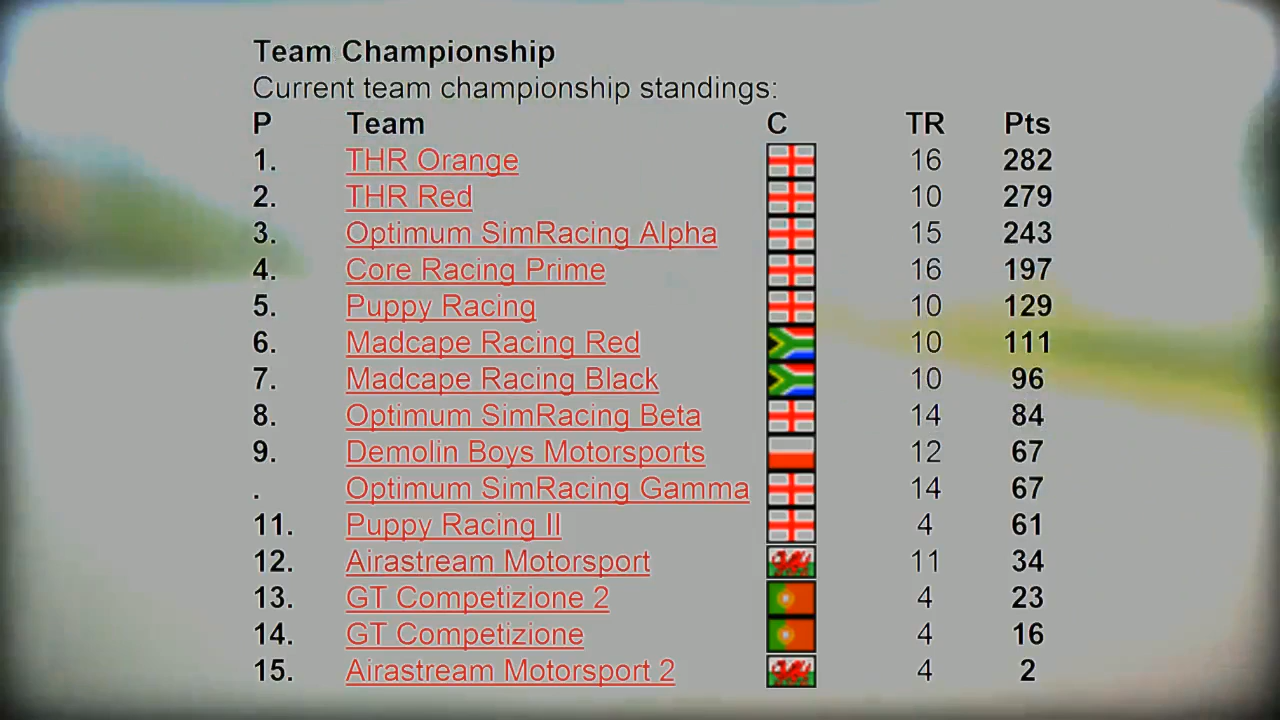 Team Championship
Current team championship standings:
P Team C TR Pts
1. THR Orange 16 282
2. THR Red 10 279
3. Optimum SimRacing Alpha 15 243
4. Core Racing Prime 16 197
5. Puppy Racing 10 129
6. Madcape Racing Red 10 111
7. Madcape Racing Black 10 96
8. Optimum SimRacing Beta 14 84
9. Demolin Boys Motorsports 12 67
. Optimum SimRacing Gamma 14 67
11. Puppy Racing II 4 61
12. Airastream Motorsport 11 34
13. GT Competizione 2 4 23
14. GT Competizione 4 16
15. Airastream Motorsport 2 4 2